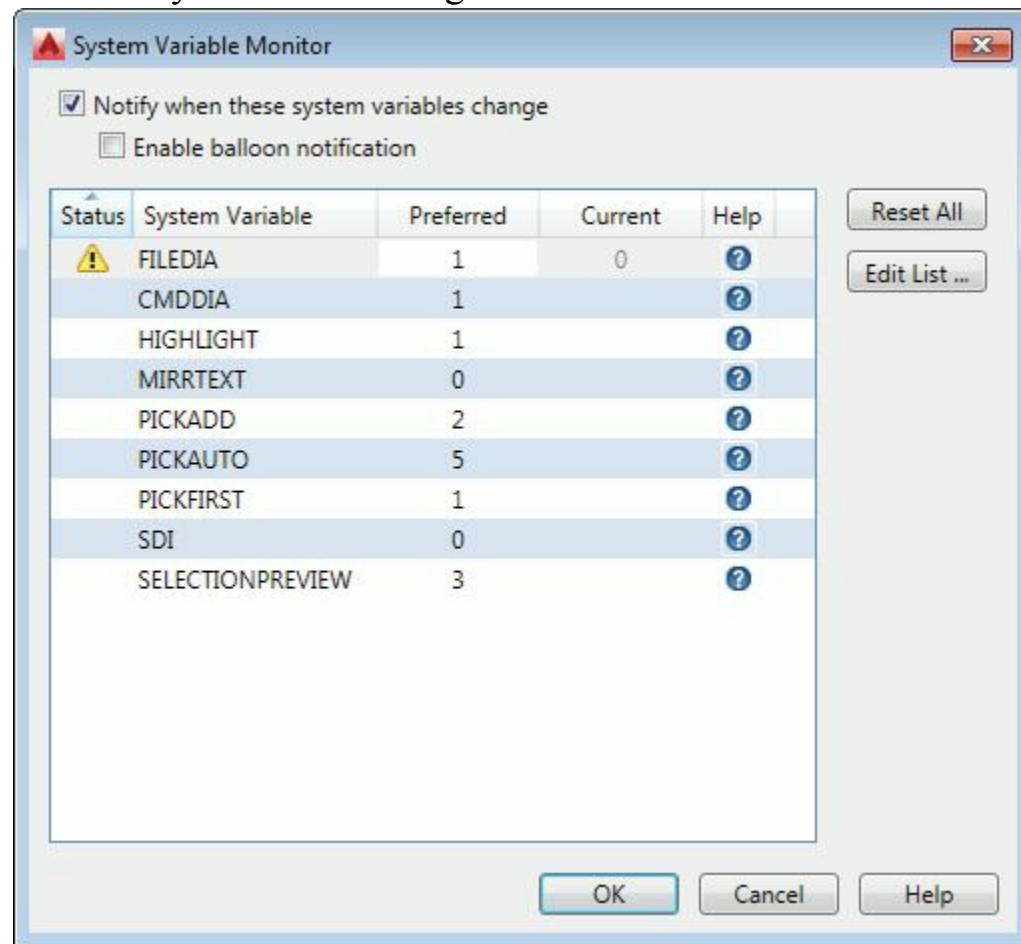 System Variable Monitor
Notify when these system variables change
Enable balloon notification
Status System Variable Preferred Current Help
Reset All
FILEDIA 1 0
Edit List ...
CMDDIA 1
HIGHLIGHT 1
MIRRTEXT 0
PICKADD 2
PICKAUTO 5
PICKFIRST 1
SDI 0
SELECTIONPREVIEW 3
OK Cancel Help